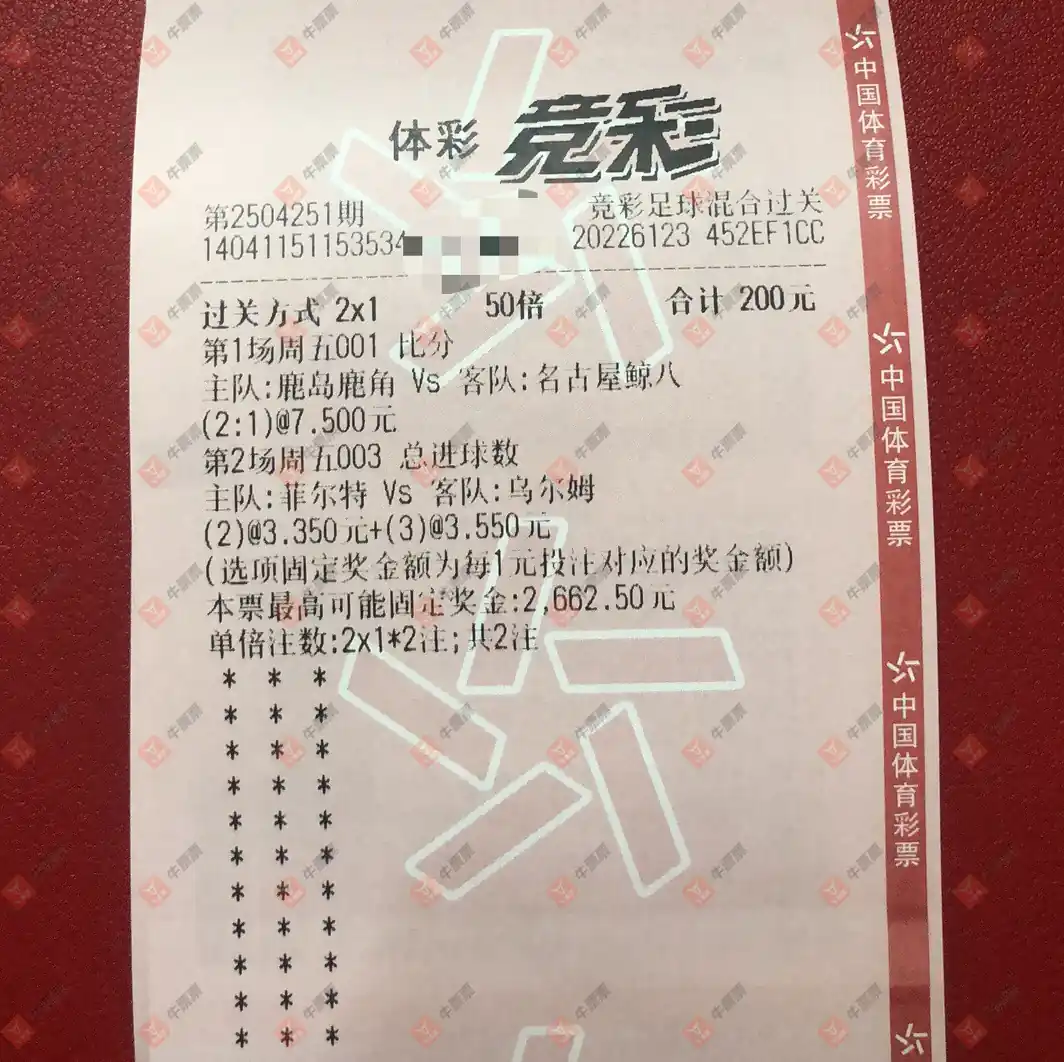 体彩 竞彩
第2504251期 竞彩足球混合过关
14041151153534 20226123 452EF1CC
过关方式 2x1 50倍 合计 200元
第1场周五001 比分
主队:鹿岛鹿角 Vs 客队:名古屋鲸八
(2:1)@7.500元
第2场周五003 总进球数
主队:菲尔特 Vs 客队:乌尔姆
(2)@3.350元+(3)@3.550元
(选项固定奖金额为每1元投注对应的奖金额)
本票最高可能固定奖金:2,662.50元
单倍注数:2x1*2注;共2注
* * *
* * *
* * *
* * *
* * *
* * *
* * *
* * *
* * *
* * *
* * *
中国体育彩票
中国体育彩票
中国体育彩票
牛票票